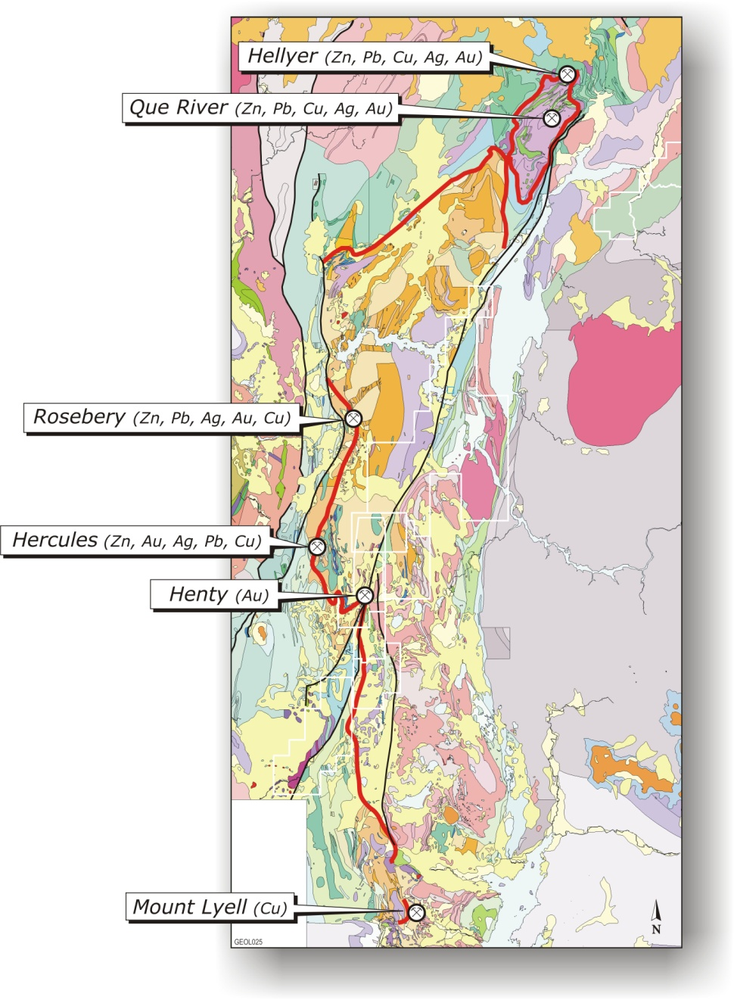 Hellyer (Zn, Pb, Cu, Ag, Au)
Que River (Zn, Pb, Cu, Ag, Au)
Rosebery (Zn, Pb, Ag, Au, Cu)
Hercules (Zn, Au, Ag, Pb, Cu)
Henty (Au)
Mount Lyell (Cu)
N
GEOL025